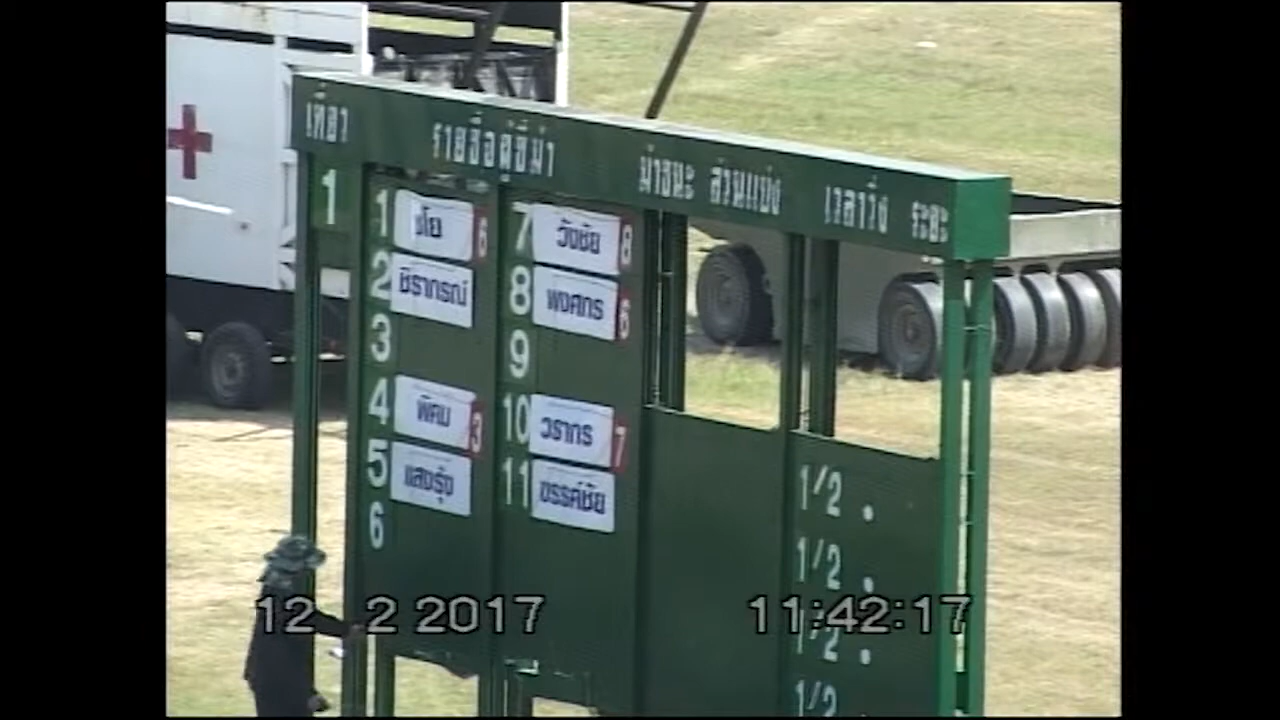 เที่ยว รายชื่อผู้ขี่ม้า ม้าชนะ ส่วนแบ่ง เวลาวิ่ง ระยะ
1
1 ชโย 6
2 ชิราภรณ์
3
4 พิคม 3
5 แสงรุ่ง
6
7 วังชัย 8
8 พงศกร 6
9
10 วรากร 7
11 บรรค์ชัย
1/2 .
1/2 .
1/2 .
1/2
12 2 2017 11:42:17